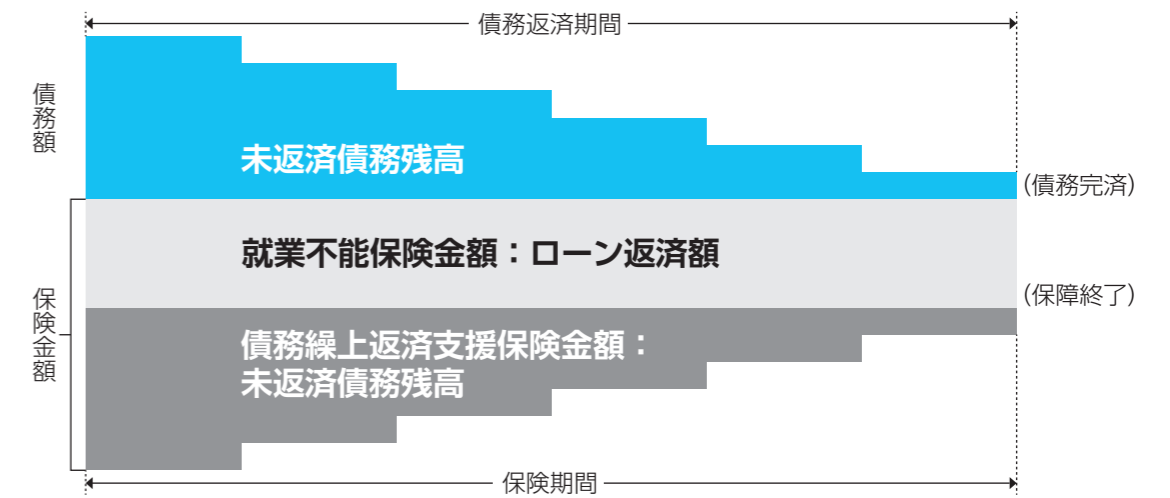 債務返済期間
債務額
未返済債務残高
(債務完済)
就業不能保険金額：ローン返済額
(保障終了)
保険金額
債務繰上返済支援保険金額：
未返済債務残高
保険期間